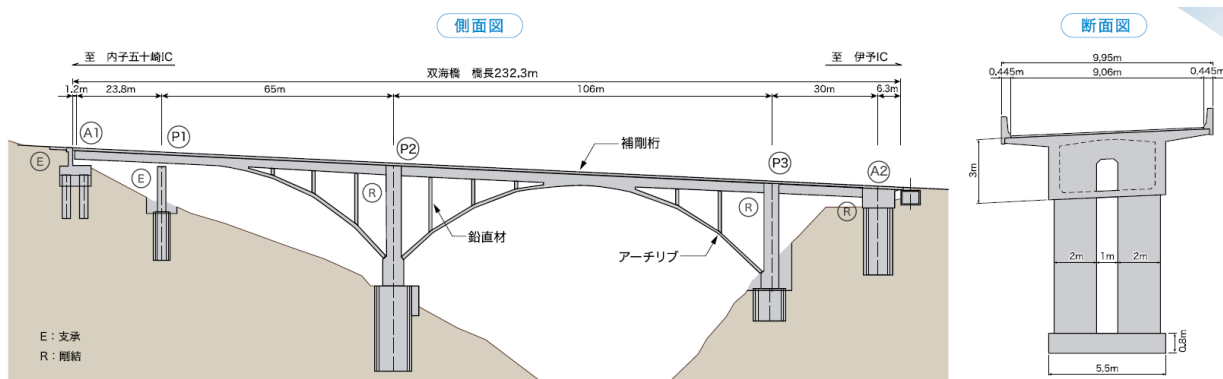 側面図
至 内子五十崎IC
至 伊予IC
双海橋 橋長232.3m
1.2m
23.8m
65m
106m
30m
6.3m
A1
P1
P2
P3
A2
E
E
R
R
R
補剛桁
鉛直材
アーチリブ
E：支承
R：剛結
断面図
9.95m
0.445m
9.06m
0.445m
3m
2m
1m
2m
0.8m
5.5m